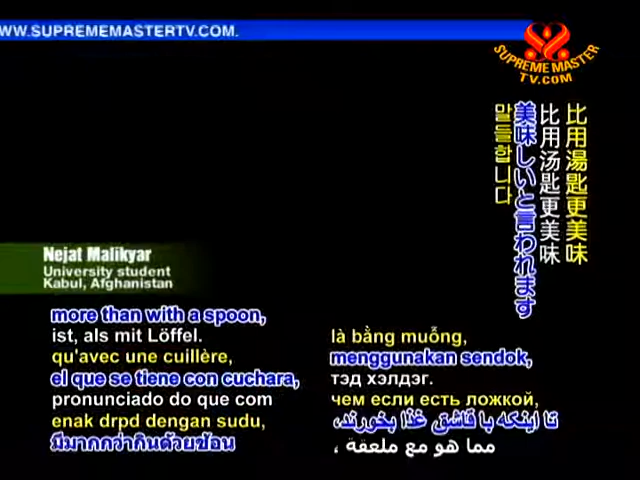 WWW.SUPREMEMASTERTV.COM.
SUPREME MASTER
TV.COM
比用湯匙更美味
比用汤匙更美味
美味しいと言われます
말들합니다
Nejat Malikyar
University student
Kabul, Afghanistan
more than with a spoon,
ist, als mit Löffel.
qu'avec une cuillère,
el que se tiene con cuchara,
pronunciado do que com
enak drpd dengan sudu,
มีมากกว่ากินด้วยช้อน
là bằng muỗng,
menggunakan sendok,
тэд хэлдэг.
чем если есть ложкой,
تا اینکه با قاشق غذا بخورند،
مما هو مع ملعقة ،